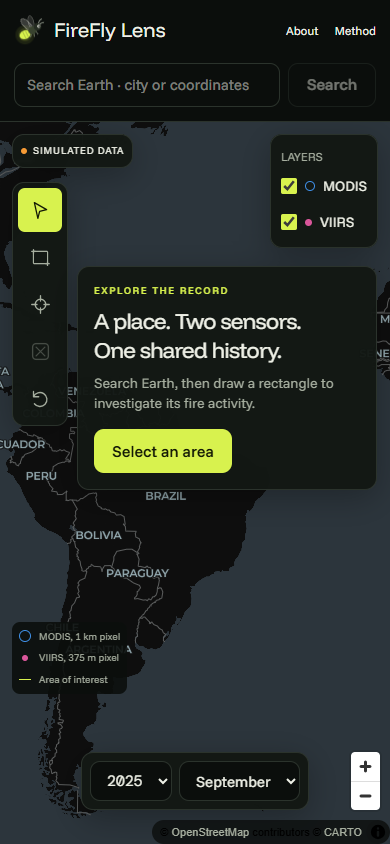 FireFly Lens
About
Method
Search Earth · city or coordinates
Search
SIMULATED DATA
LAYERS
MODIS
VIIRS
EXPLORE THE RECORD
A place. Two sensors.
One shared history.
Search Earth, then draw a rectangle to
investigate its fire activity.
Select an area
PERU
BRAZIL
BOLIVIA
PARAGUAY
CHILE
ARGENTINA
MODIS, 1 km pixel
VIIRS, 375 m pixel
Area of interest
2025
September
+
−
© OpenStreetMap contributors © CARTO